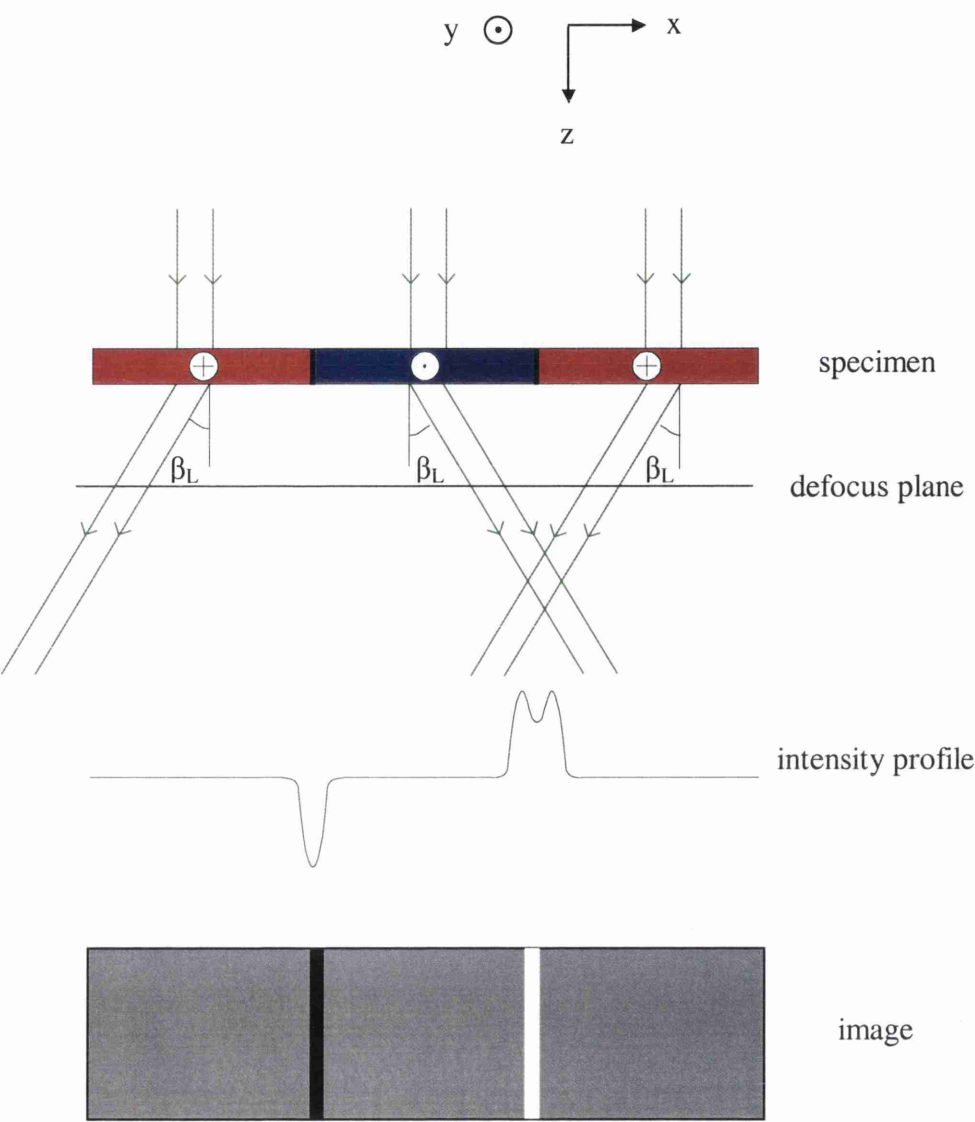 y
x
z
specimen
βL
βL
βL
defocus plane
intensity profile
image